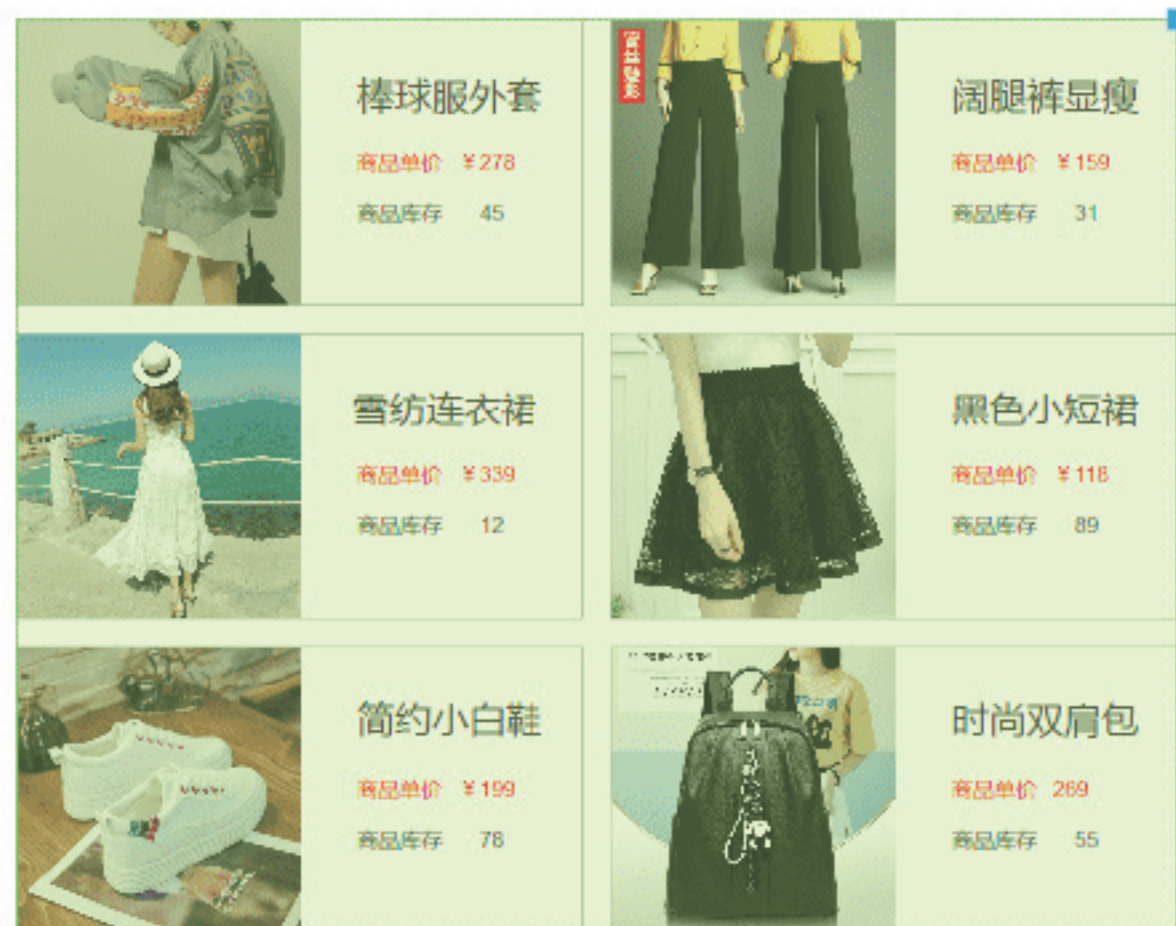 棒球服外套
商品单价 ¥278
商品库存 45
阔腿裤显瘦
商品单价 ¥159
商品库存 31
雪纺连衣裙
商品单价 ¥339
商品库存 12
黑色小短裙
商品单价 ¥118
商品库存 89
简约小白鞋
商品单价 ¥199
商品库存 78
时尚双肩包
商品单价 269
商品库存 55